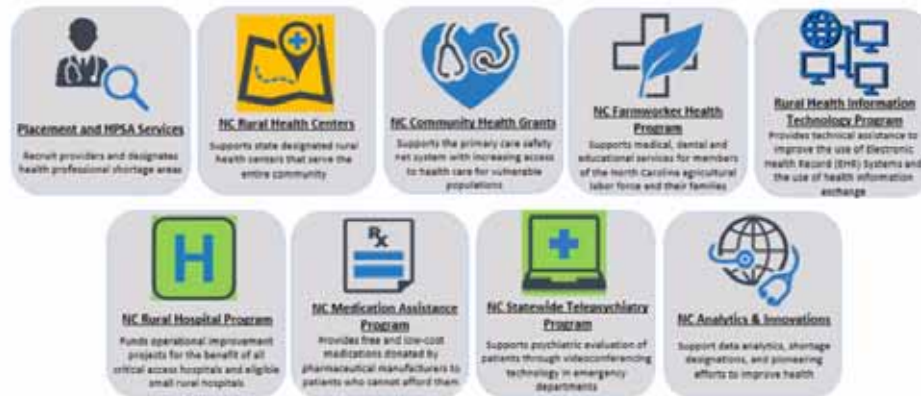 Placement and HPSA Services
Recruit providers and designates
health professional shortage areas
NC Rural Health Centers
Supports state designated rural
health centers that serve the
entire community
NC Community Health Grants
Supports the primary care safety
net system with increasing access
to health care for vulnerable
populations
NC Farmworker Health
Program
Supports medical, dental and
educational services for members
of the North Carolina agricultural
labor force and their families
Rural Health Information
Technology Program
Provides technical assistance to
improve the use of Electronic
Health Record (EHR) Systems and
the use of health information
exchange
H
NC Rural Hospital Program
Funds operational improvement
projects for the benefit of all
critical access hospitals and eligible
small rural hospitals
Rx
NC Medication Assistance
Program
Provides free and low-cost
medications donated by
pharmaceutical manufacturers to
patients who cannot afford them
NC Statewide Telepsychiatry
Program
Supports psychiatric evaluation of
patients through videoconferencing
technology in emergency
departments
NC Analytics & Innovations
Support data analytics, shortage
designations, and pioneering
efforts to improve health